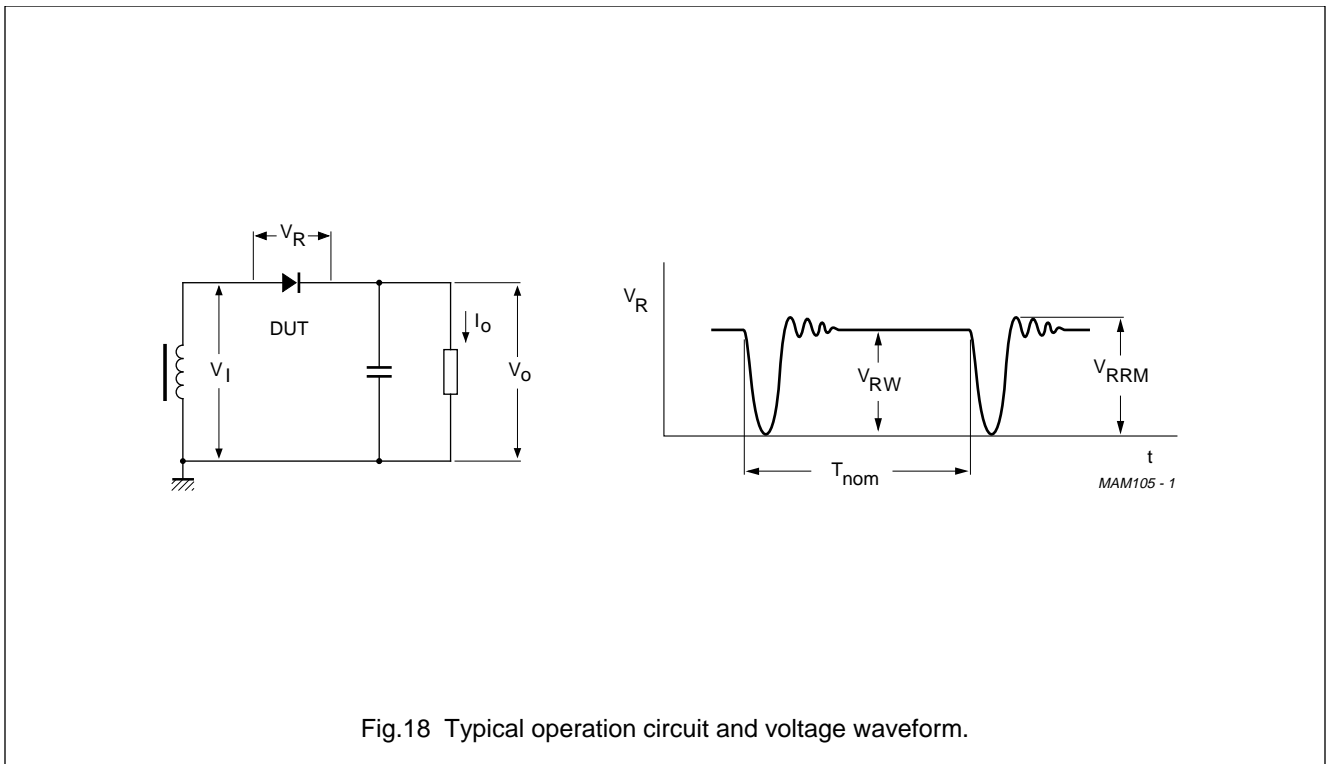 V_R
DUT
V_I
I_o
V_o
V_R
V_RW
V_RRM
T_nom
t
MAM105 - 1
Fig.18 Typical operation circuit and voltage waveform.